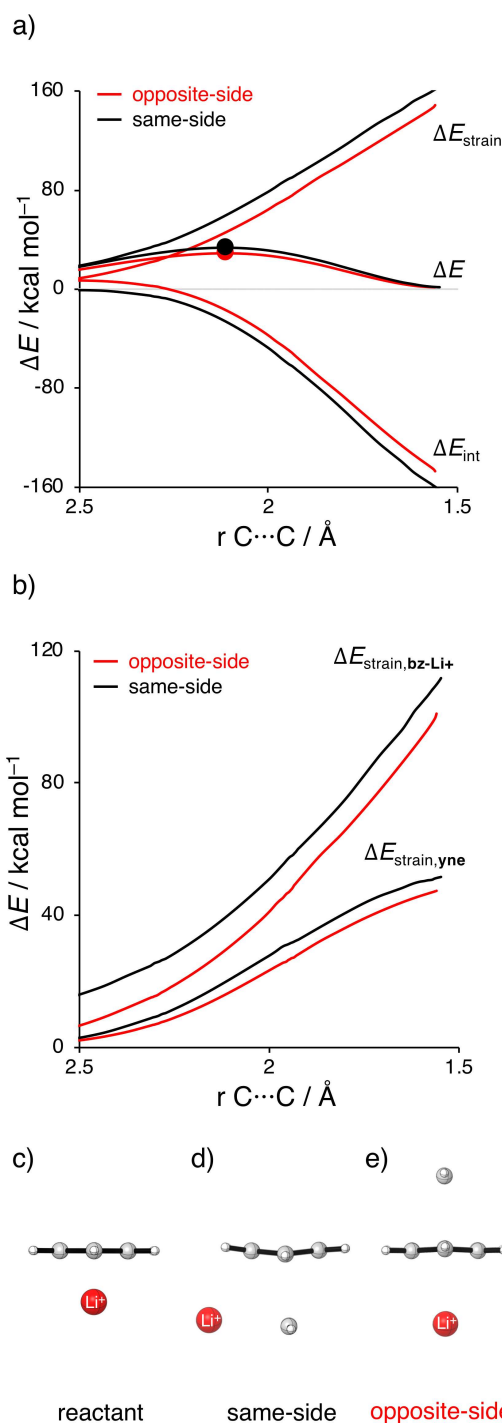 a)
160
opposite-side
same-side
ΔEstrain
80
ΔE
0
ΔE / kcal mol–1
-80
ΔEint
-160
2.5
2
1.5
r C···C / Å
b)
120
ΔEstrain,bz-Li+
opposite-side
same-side
80
ΔEstrain,yne
ΔE / kcal mol–1
40
0
2.5
2
1.5
r C···C / Å
c)
d)
e)
Li+
Li+
Li+
reactant
same-side
opposite-side